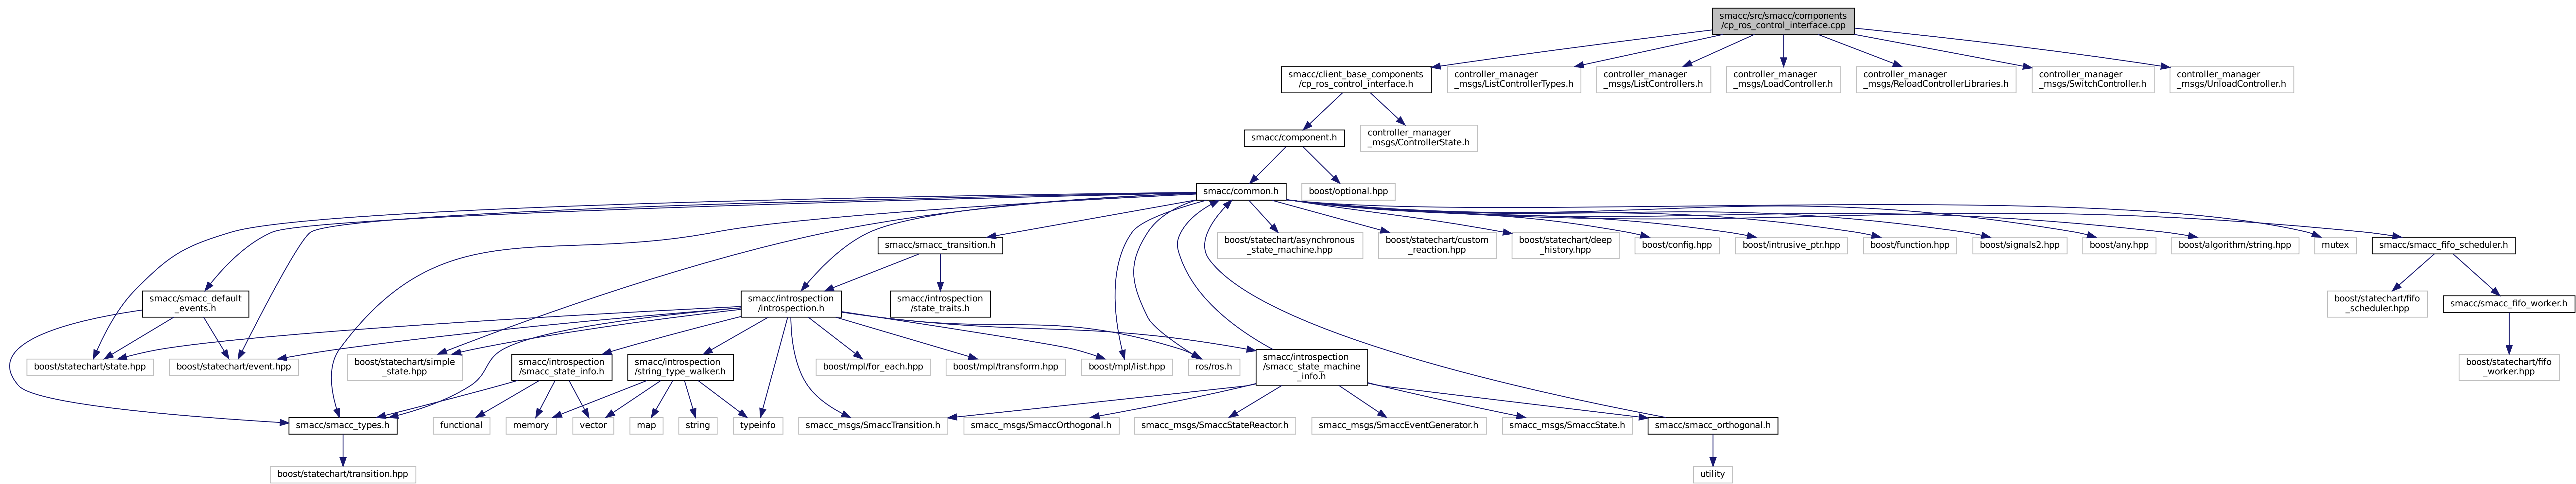 smacc/src/smacc/components
/cp_ros_control_interface.cpp
smacc/client_base_components
/cp_ros_control_interface.h
controller_manager
_msgs/ListControllerTypes.h
controller_manager
_msgs/ListControllers.h
controller_manager
_msgs/LoadController.h
controller_manager
_msgs/ReloadControllerLibraries.h
controller_manager
_msgs/SwitchController.h
controller_manager
_msgs/UnloadController.h
smacc/component.h
controller_manager
_msgs/ControllerState.h
smacc/common.h
boost/optional.hpp
smacc/smacc_transition.h
boost/statechart/asynchronous
_state_machine.hpp
boost/statechart/custom
_reaction.hpp
boost/statechart/deep
_history.hpp
boost/config.hpp
boost/intrusive_ptr.hpp
boost/function.hpp
boost/signals2.hpp
boost/any.hpp
boost/algorithm/string.hpp
mutex
smacc/smacc_fifo_scheduler.h
smacc/smacc_default
_events.h
smacc/introspection
/introspection.h
smacc/introspection
/state_traits.h
boost/statechart/fifo
_scheduler.hpp
smacc/smacc_fifo_worker.h
boost/statechart/state.hpp
boost/statechart/event.hpp
boost/statechart/simple
_state.hpp
smacc/introspection
/smacc_state_info.h
smacc/introspection
/string_type_walker.h
boost/mpl/for_each.hpp
boost/mpl/transform.hpp
boost/mpl/list.hpp
ros/ros.h
smacc/introspection
/smacc_state_machine
_info.h
boost/statechart/fifo
_worker.hpp
smacc/smacc_types.h
functional
memory
vector
map
string
typeinfo
smacc_msgs/SmaccTransition.h
smacc_msgs/SmaccOrthogonal.h
smacc_msgs/SmaccStateReactor.h
smacc_msgs/SmaccEventGenerator.h
smacc_msgs/SmaccState.h
smacc/smacc_orthogonal.h
boost/statechart/transition.hpp
utility